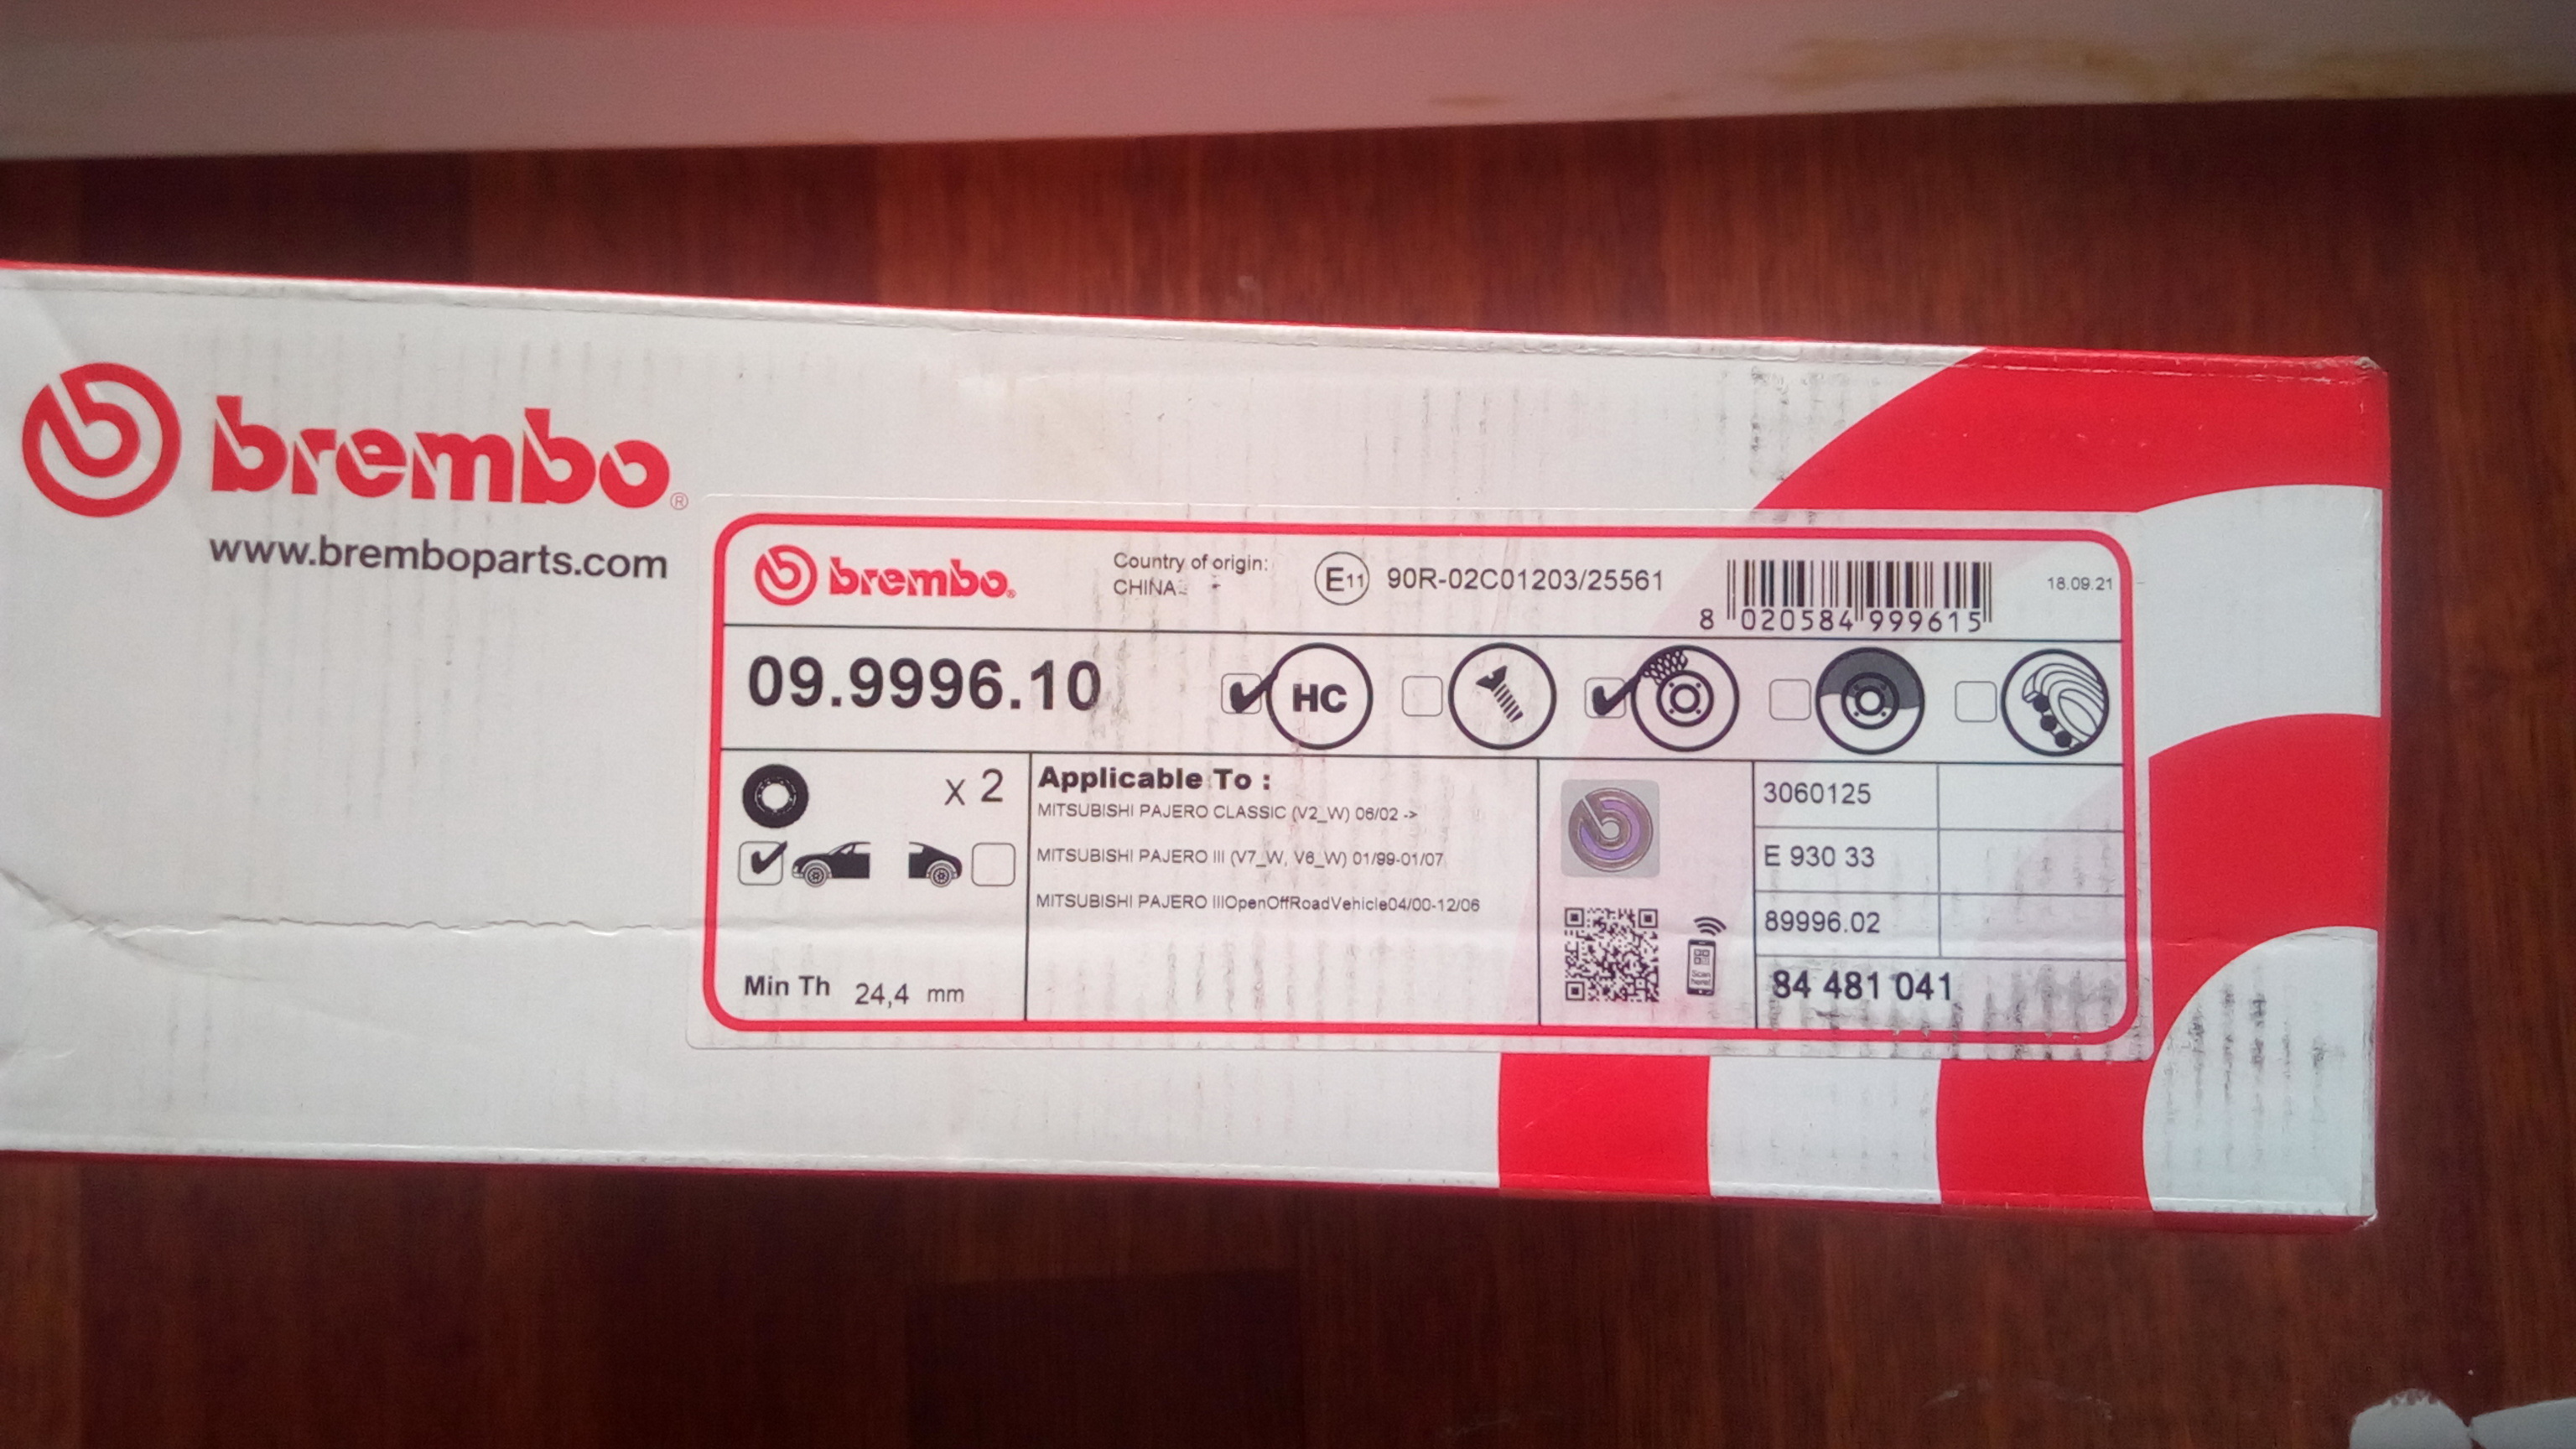 brembo®
www.bremboparts.com
brembo®
Country of origin:
CHINA
E11 90R-02C01203/25561
8 020584 999615
18.09.21
09.9996.10
HC
x 2
Min Th 24,4 mm
Applicable To :
MITSUBISHI PAJERO CLASSIC (V2_W) 06/02 ->
MITSUBISHI PAJERO III (V7_W, V6_W) 01/99-01/07
MITSUBISHI PAJERO IIIOpenOffRoadVehicle04/00-12/06
Scan
here!
3060125
E 930 33
89996.02
84 481 041